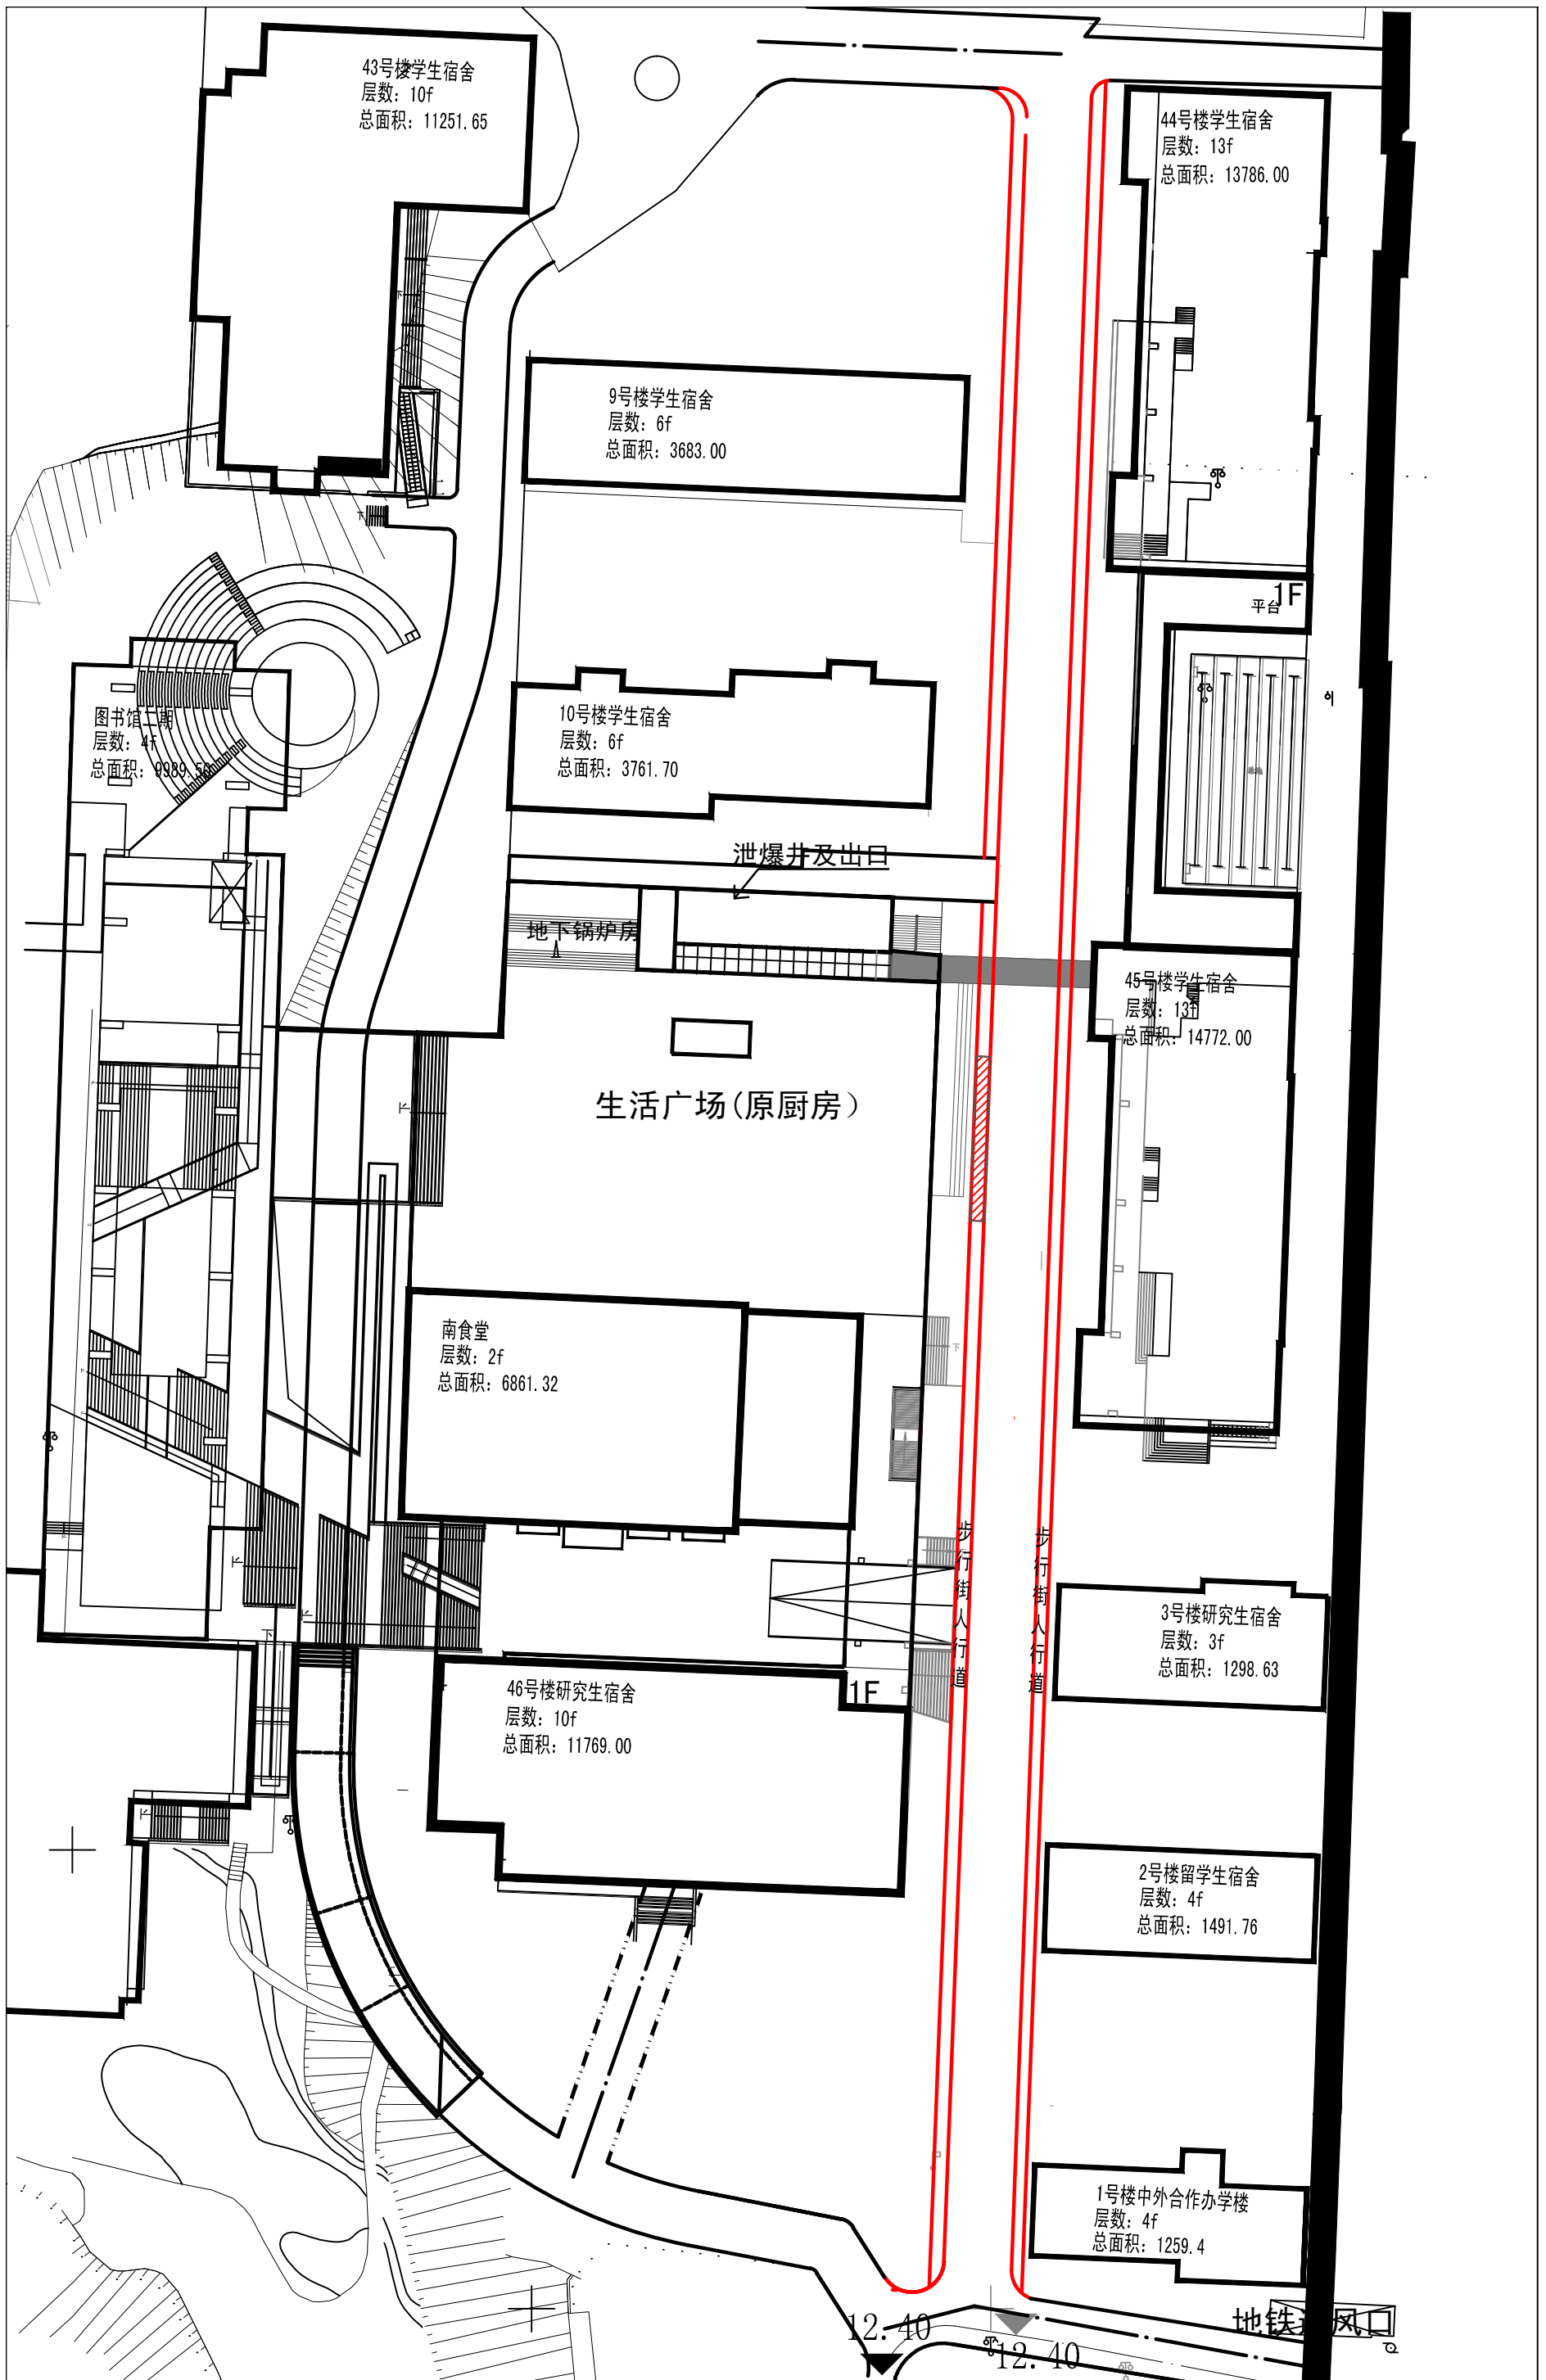 43号楼学生宿舍
层数: 10f
总面积: 11251.65
44号楼学生宿舍
层数: 13f
总面积: 13786.00
9号楼学生宿舍
层数: 6f
总面积: 3683.00
1F
平台
10号楼学生宿舍
层数: 6f
总面积: 3761.70
图书馆二期
层数: 4f
泄爆井及出口
地下锅炉房
45号楼学生宿舍
层数: 13f
总面积: 14772.00
生活广场(原厨房)
南食堂
层数: 2f
总面积: 6861.32
步行街人行道
步行街人行道
3号楼研究生宿舍
层数: 3f
总面积: 1298.63
46号楼研究生宿舍
层数: 10f
总面积: 11769.00
1F
2号楼留学生宿舍
层数: 4f
总面积: 1491.76
1号楼中外合作办学楼
层数: 4f
总面积: 1259.4
12.40
12.40